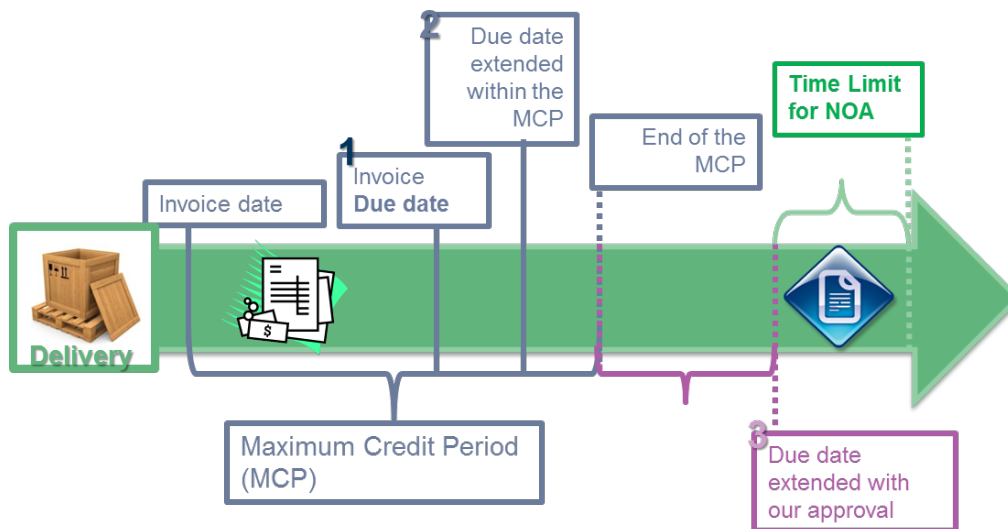 2
Due date
extended
within the
MCP
Time Limit
for NOA
End of the
MCP
1
Invoice
Due date
Invoice date
Delivery
$
Maximum Credit Period
(MCP)
3
Due date
extended with
our approval